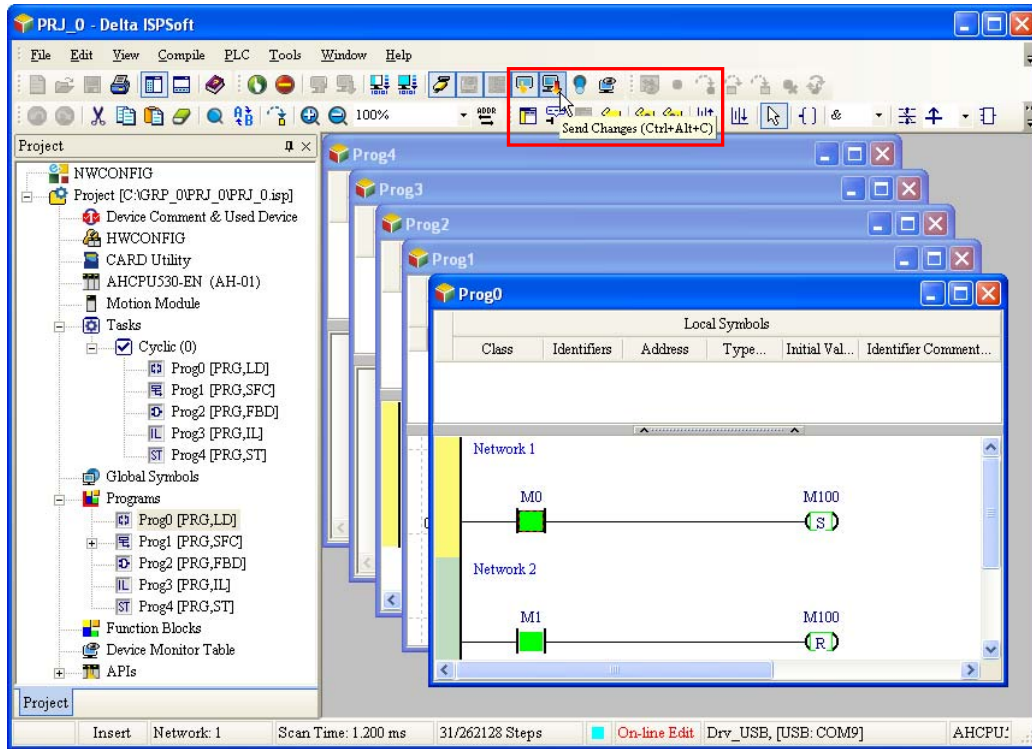 PRJ_0 - Delta ISPSoft
File Edit View Compile PLC Tools Window Help
100%
ADDR
Send Changes (Ctrl+Alt+C)
Project
NWCONFIG
Project [C:\GRP_0\PRJ_0\PRJ_0.isp]
Device Comment & Used Device
HWCONFIG
CARD Utility
AHCPU530-EN (AH-01)
Motion Module
Tasks
Cyclic (0)
Prog0 [PRG,LD]
Prog1 [PRG,SFC]
Prog2 [PRG,FBD]
Prog3 [PRG,IL]
Prog4 [PRG,ST]
Global Symbols
Programs
Prog0 [PRG,LD]
Prog1 [PRG,SFC]
Prog2 [PRG,FBD]
Prog3 [PRG,IL]
Prog4 [PRG,ST]
Function Blocks
Device Monitor Table
APIs
Project
Prog4
Prog3
Prog2
Prog1
Prog0
Local Symbols
Class Identifiers Address Type... Initial Val... Identifier Comment...
Network 1
M0 M100
S
Network 2
M1 M100
R
Insert Network: 1 Scan Time: 1.200 ms 31/262128 Steps On-line Edit Drv_USB, [USB: COM9]